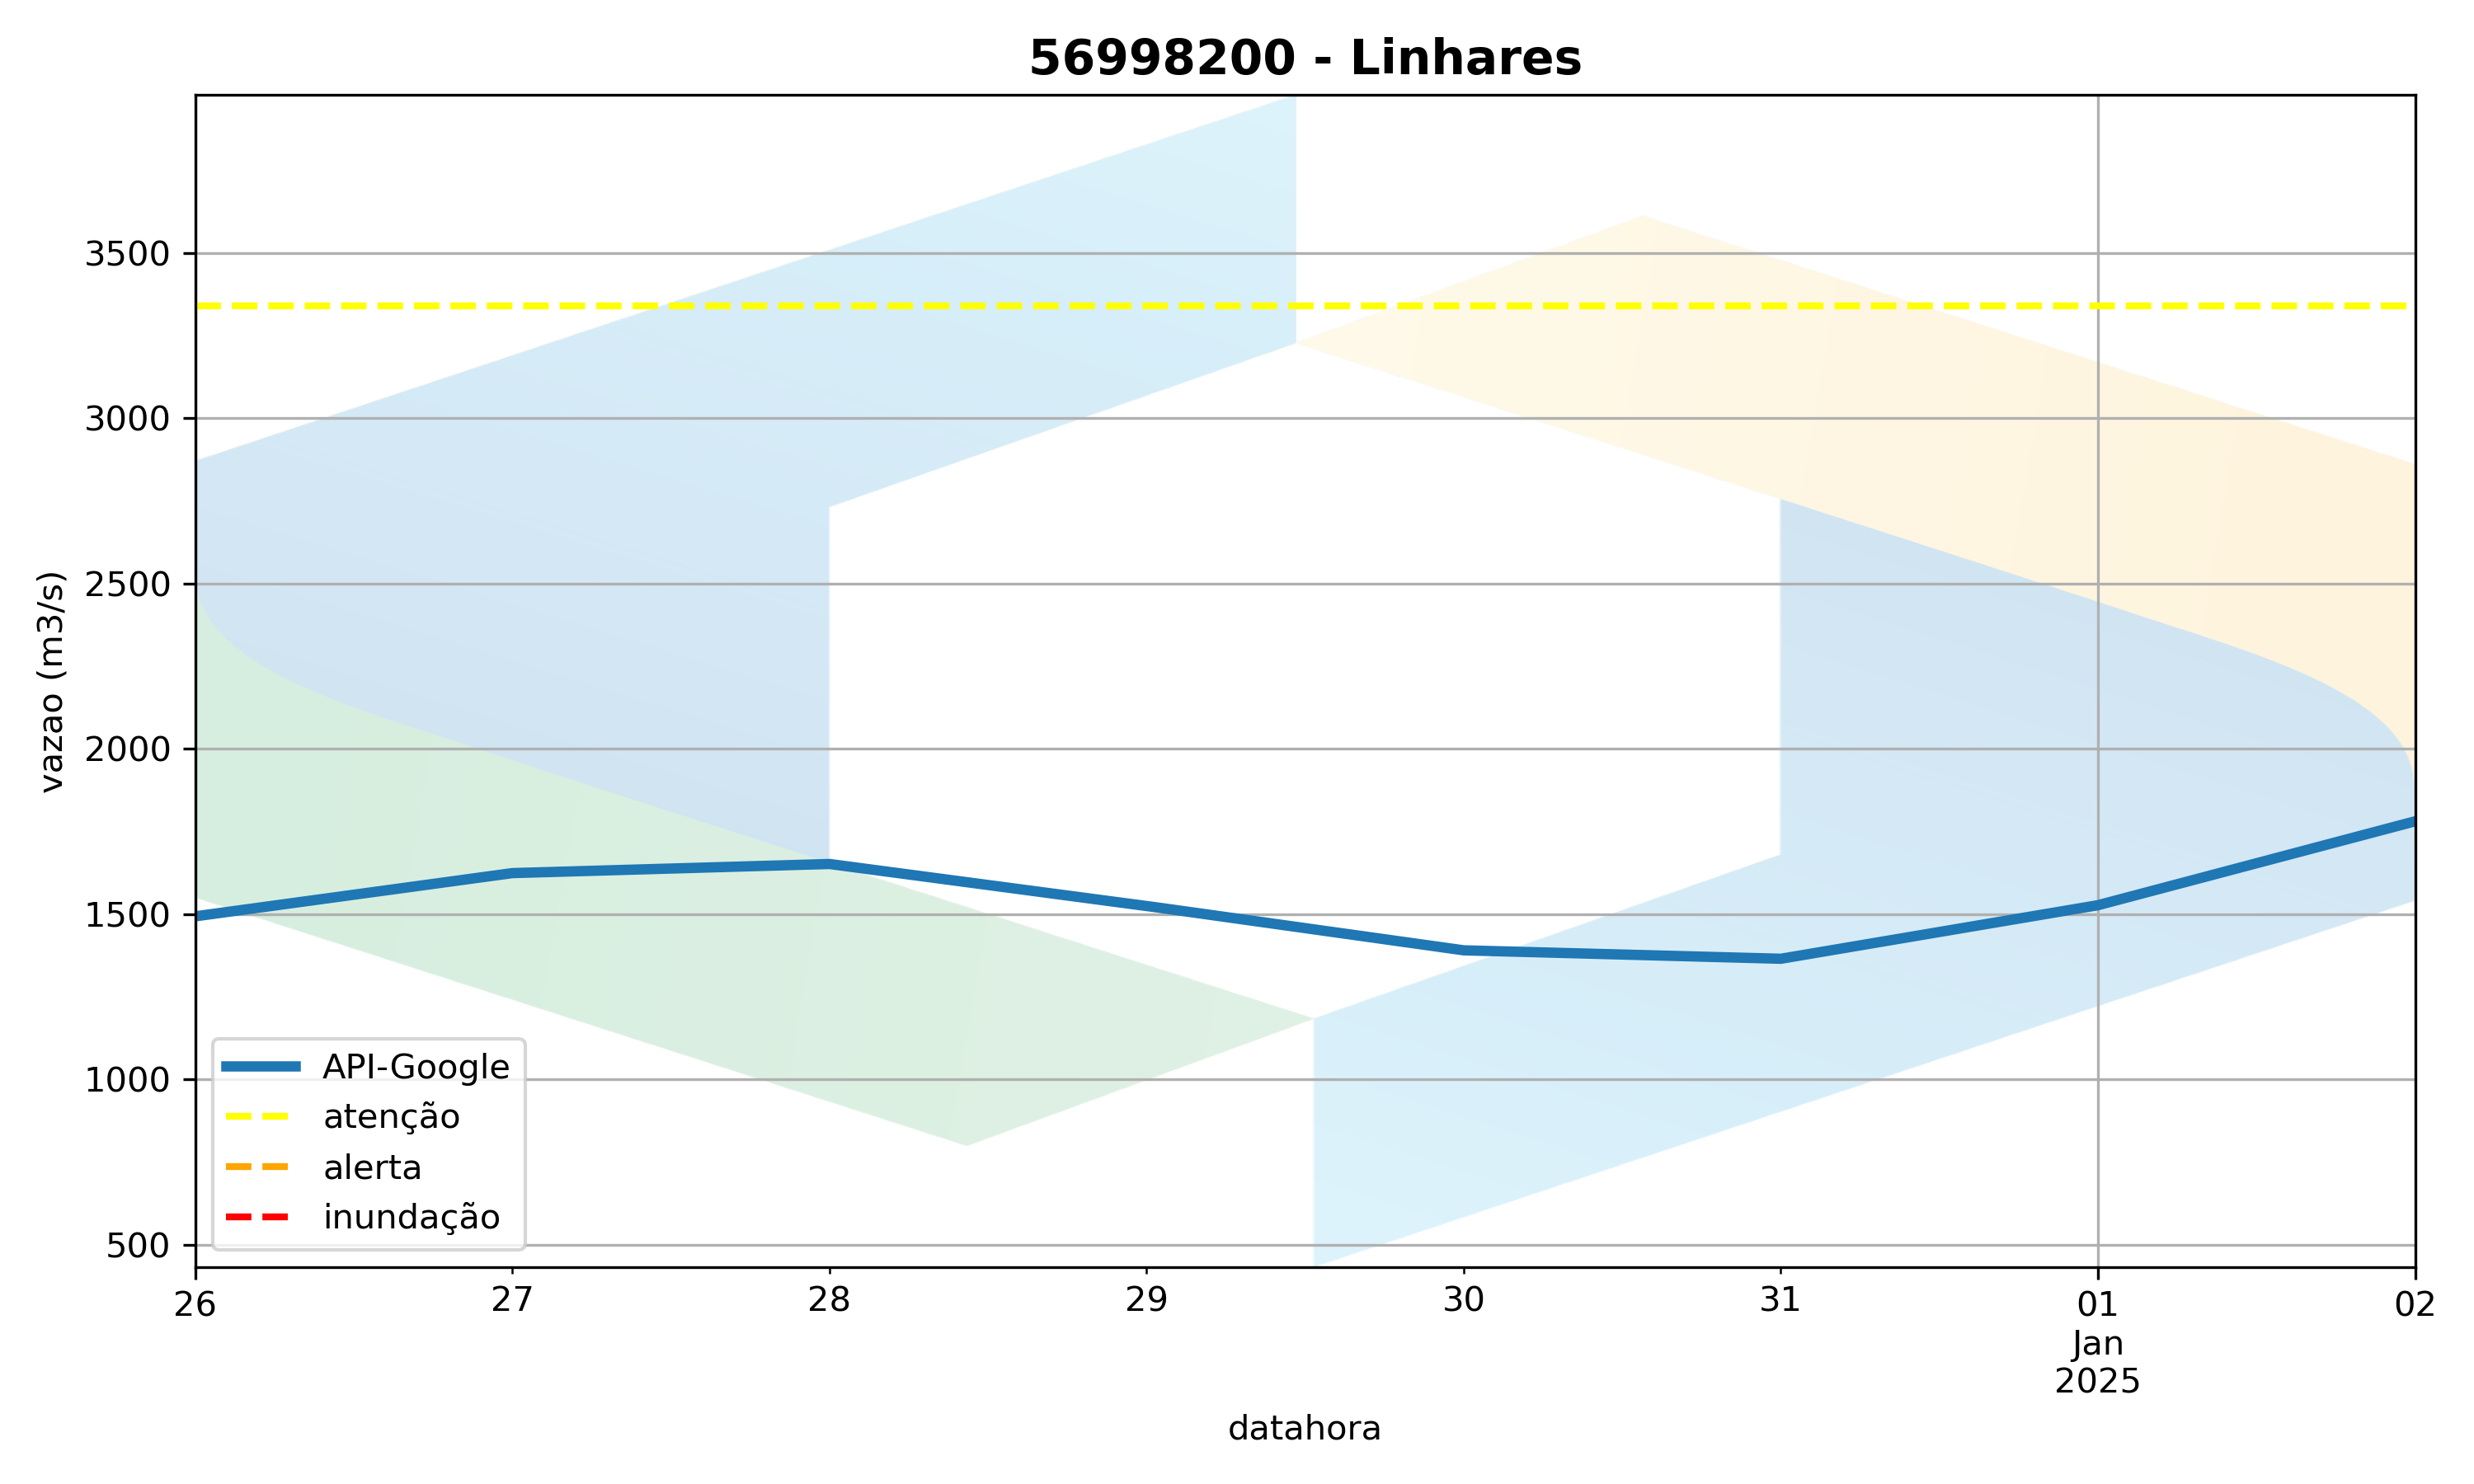 56998200 - Linhares
vazao (m3/s)
3500
3000
2500
2000
1500
1000
500
API-Google
atenção
alerta
inundação
26 27 28 29 30 31 01 02
Jan
2025
datahora